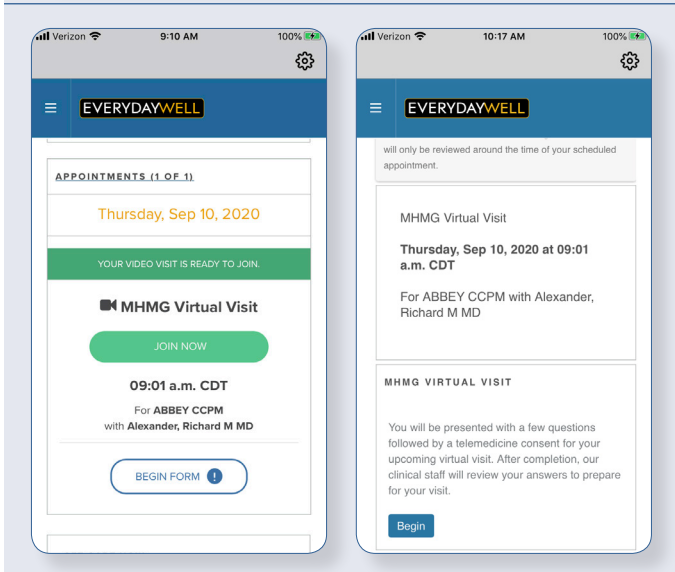 Verizon 9:10 AM 100%
EVERYDAYWELL
APPOINTMENTS (1 OF 1)
Thursday, Sep 10, 2020
YOUR VIDEO VISIT IS READY TO JOIN.
MHMG Virtual Visit
JOIN NOW
09:01 a.m. CDT
For ABBEY CCPM
with Alexander, Richard M MD
BEGIN FORM !
Verizon 10:17 AM 100%
EVERYDAYWELL
will only be reviewed around the time of your scheduled
appointment.
MHMG Virtual Visit
Thursday, Sep 10, 2020 at 09:01
a.m. CDT
For ABBEY CCPM with Alexander,
Richard M MD
MHMG VIRTUAL VISIT
You will be presented with a few questions
followed by a telemedicine consent for your
upcoming virtual visit. After completion, our
clinical staff will review your answers to prepare
for your visit.
Begin